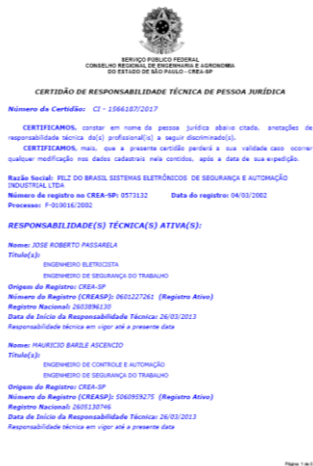 SERVIÇO PÚBLICO FEDERAL
CONSELHO REGIONAL DE ENGENHARIA E AGRONOMIA
DO ESTADO DE SÃO PAULO - CREA-SP
CERTIDÃO DE RESPONSABILIDADE TÉCNICA DE PESSOA JURÍDICA
Número da Certidão: CI - 1566187/2017
CERTIFICAMOS, constar em nome da pessoa jurídica abaixo citada, anotações de
responsabilidade técnica do(s) profissional(is) a seguir discriminado(s).
CERTIFICAMOS, mais, que a presente certidão perderá a sua validade caso ocorrer
qualquer modificação nos dados cadastrais nela contidos, após a data de sua expedição.
Razão Social: PILZ DO BRASIL SISTEMAS ELETRÔNICOS DE SEGURANÇA E AUTOMAÇÃO
INDUSTRIAL LTDA
Número de registro no CREA-SP: 0573132 Data do registro: 04/03/2002
Processo: F-010016/2002
RESPONSABILIDADE(S) TÉCNICA(S) ATIVA(S):
Nome: JOSE ROBERTO PASSARELA
Título(s):
ENGENHEIRO ELETRICISTA
ENGENHEIRO DE SEGURANÇA DO TRABALHO
Origem do Registro: CREA-SP
Número do Registro (CREASP): 0601227261 (Registro Ativo)
Registro Nacional: 2603896130
Data de Início da Responsabilidade Técnica: 26/03/2013
Responsabilidade técnica em vigor até a presente data
Nome: MAURICIO BARILE ASCENCIO
Título(s):
ENGENHEIRO DE CONTROLE E AUTOMAÇÃO
ENGENHEIRO DE SEGURANÇA DO TRABALHO
Origem do Registro: CREA-SP
Número do Registro (CREASP): 5060959275 (Registro Ativo)
Registro Nacional: 2605130746
Data de Início da Responsabilidade Técnica: 26/03/2013
Responsabilidade técnica em vigor até a presente data